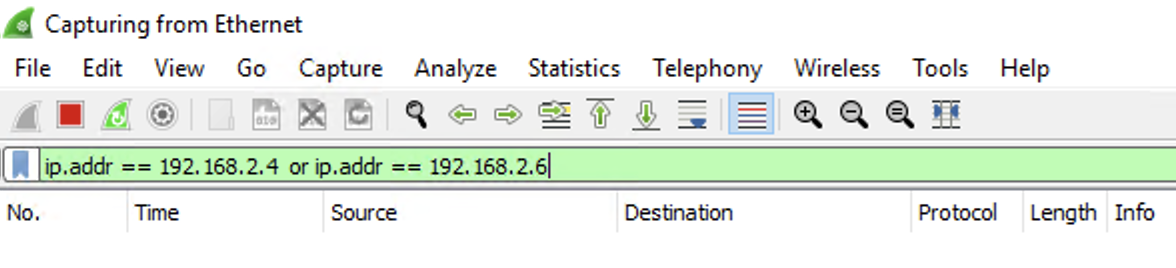 Capturing from Ethernet
File Edit View Go Capture Analyze Statistics Telephony Wireless Tools Help
ip.addr == 192.168.2.4 or ip.addr == 192.168.2.6
No. Time Source Destination Protocol Length Info